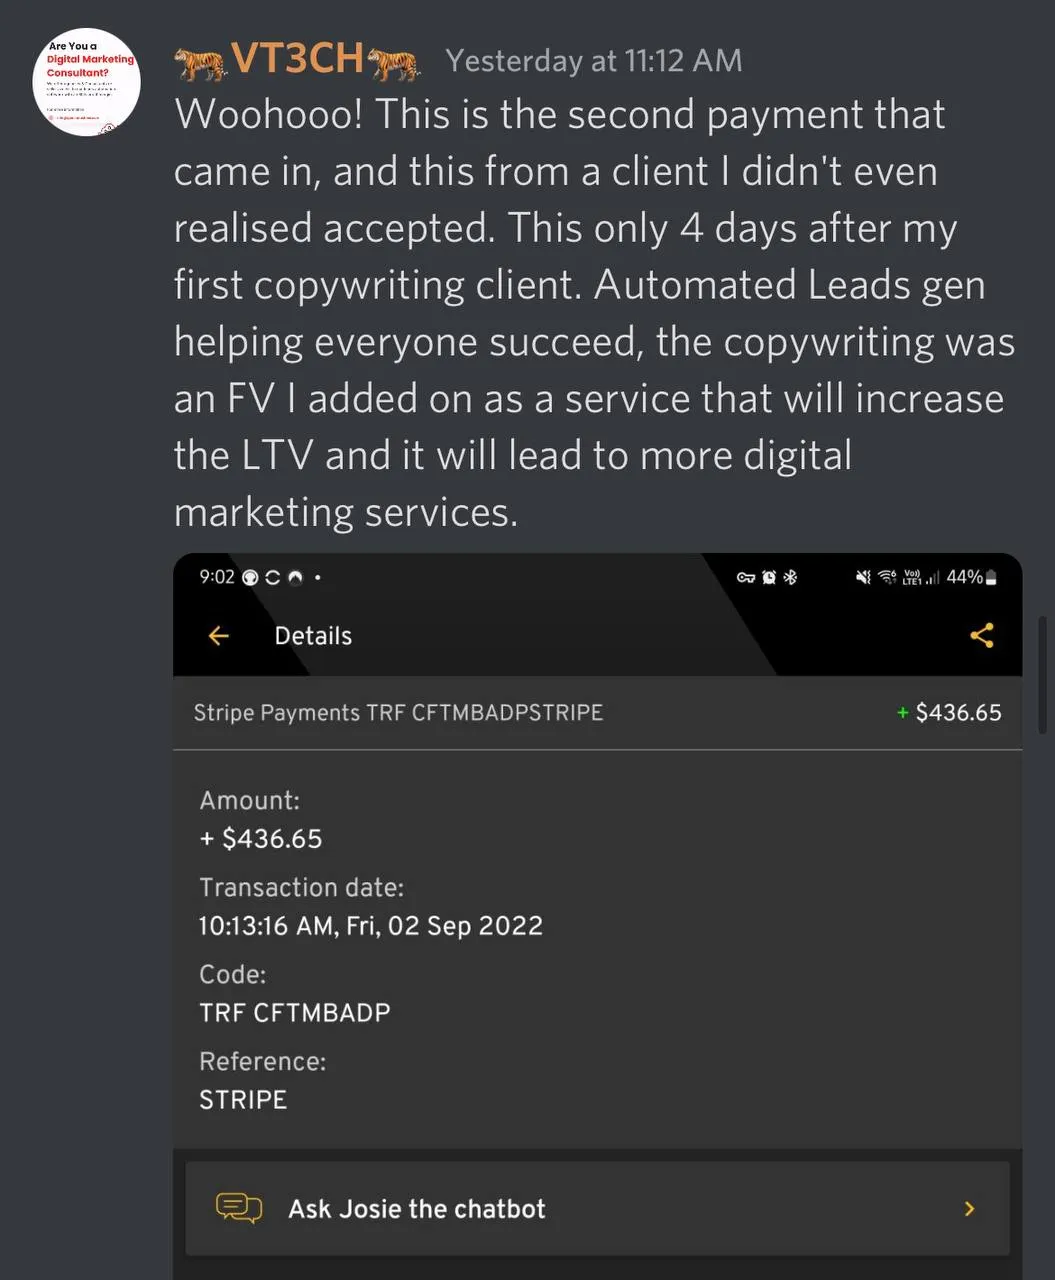 Are You a
Digital Marketing
Consultant?
VT3CH Yesterday at 11:12 AM
Woohooo! This is the second payment that
came in, and this from a client I didn't even
realised accepted. This only 4 days after my
first copywriting client. Automated Leads gen
helping everyone succeed, the copywriting was
an FV I added on as a service that will increase
the LTV and it will lead to more digital
marketing services.
9:02 44%
Details
Stripe Payments TRF CFTMBADPSTRIPE + $436.65
Amount:
+ $436.65
Transaction date:
10:13:16 AM, Fri, 02 Sep 2022
Code:
TRF CFTMBADP
Reference:
STRIPE
Ask Josie the chatbot